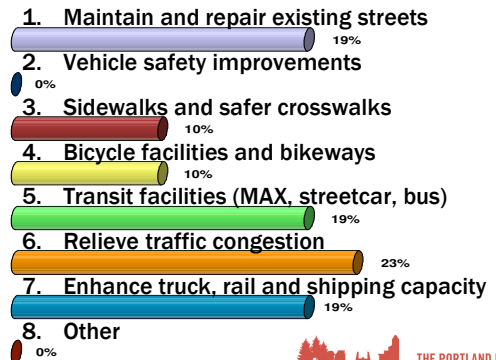 1. Maintain and repair existing streets
19%
2. Vehicle safety improvements
0%
3. Sidewalks and safer crosswalks
10%
4. Bicycle facilities and bikeways
10%
5. Transit facilities (MAX, streetcar, bus)
19%
6. Relieve traffic congestion
23%
7. Enhance truck, rail and shipping capacity
19%
8. Other
0%
THE PORTLAND